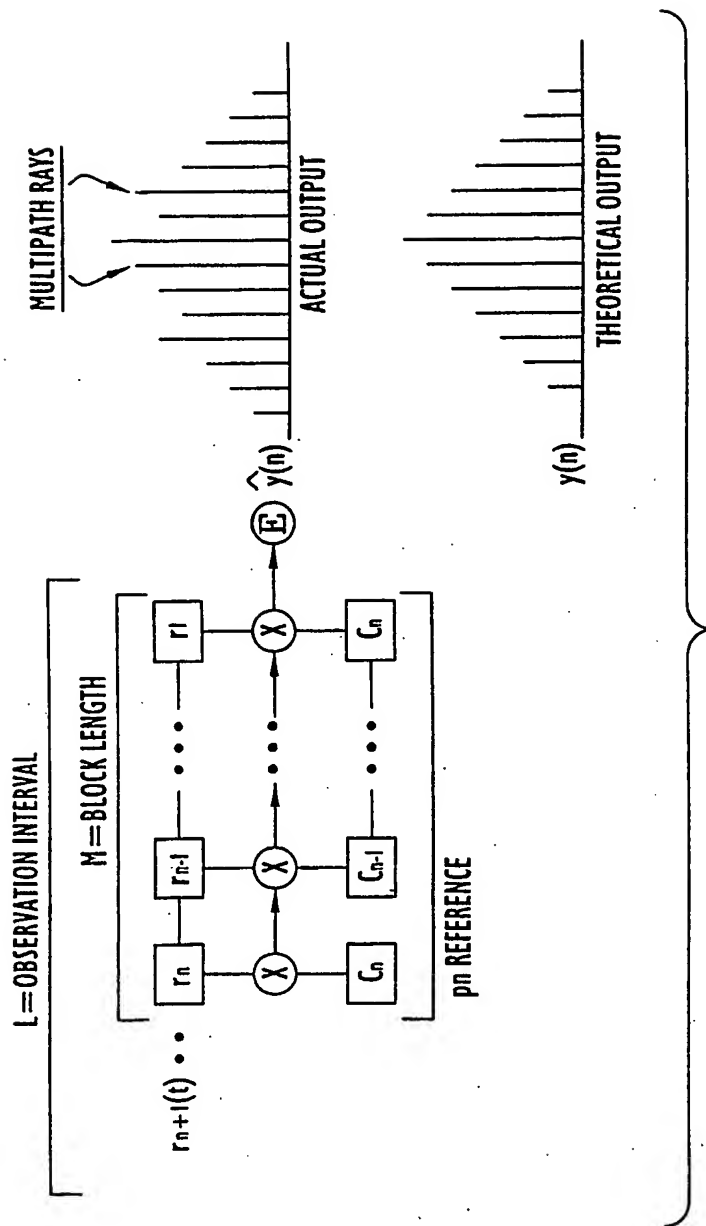 L=OBSERVATION INTERVAL
M=BLOCK LENGTH
rn+1(t)
rn
rn-1
r1
X
X
X
E
Cn
Cn-1
Cn
pn REFERENCE
ŷ(n)
MULTIPATH RAYS
ACTUAL OUTPUT
y(n)
THEORETICAL OUTPUT